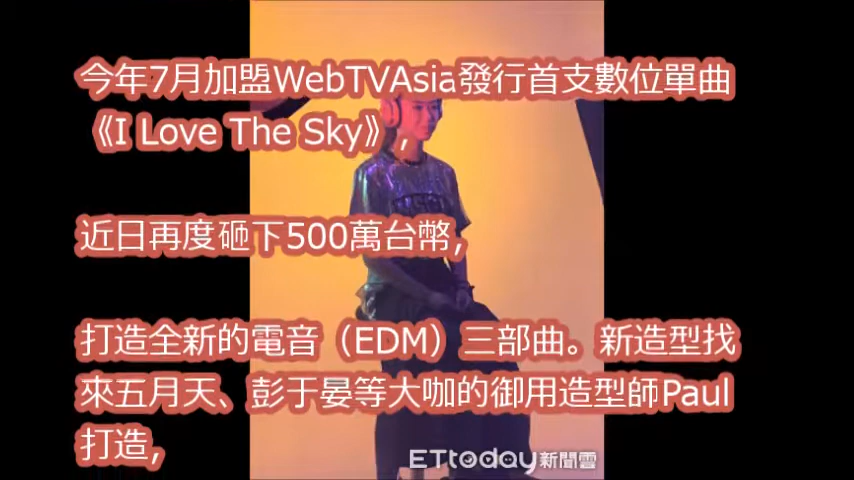 今年7月加盟WebTVAsia發行首支數位單曲
《I Love The Sky》,
近日再度砸下500萬台幣,
打造全新的電音（EDM）三部曲。新造型找
來五月天、彭于晏等大咖的御用造型師Paul
打造,
ETtoday新聞雲